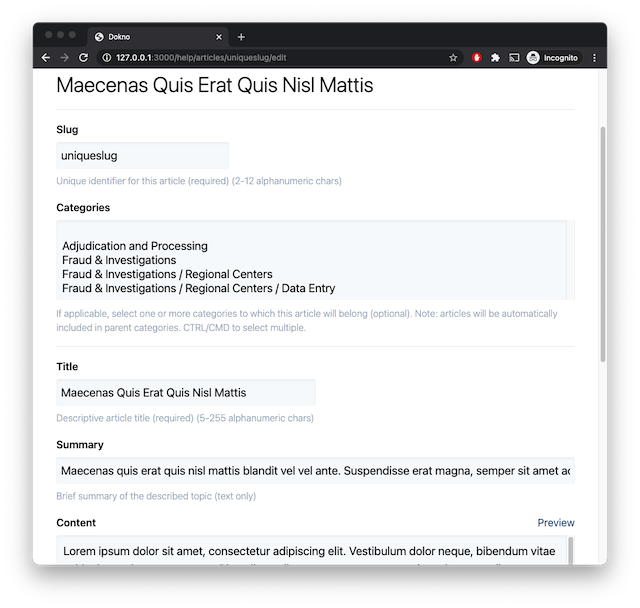 Dokno
127.0.0.1:3000/help/articles/uniqueslug/edit
Incognito
Maecenas Quis Erat Quis Nisl Mattis
Slug
uniqueslug
Unique identifier for this article (required) (2-12 alphanumeric chars)
Categories
Adjudication and Processing
Fraud & Investigations
Fraud & Investigations / Regional Centers
Fraud & Investigations / Regional Centers / Data Entry
If applicable, select one or more categories to which this article will belong (optional). Note: articles will be automatically
included in parent categories. CTRL/CMD to select multiple.
Title
Maecenas Quis Erat Quis Nisl Mattis
Descriptive article title (required) (5-255 alphanumeric chars)
Summary
Maecenas quis erat quis nisl mattis blandit vel vel ante. Suspendisse erat magna, semper sit amet ac
Brief summary of the described topic (text only)
Content
Preview
Lorem ipsum dolor sit amet, consectetur adipiscing elit. Vestibulum dolor neque, bibendum vitae